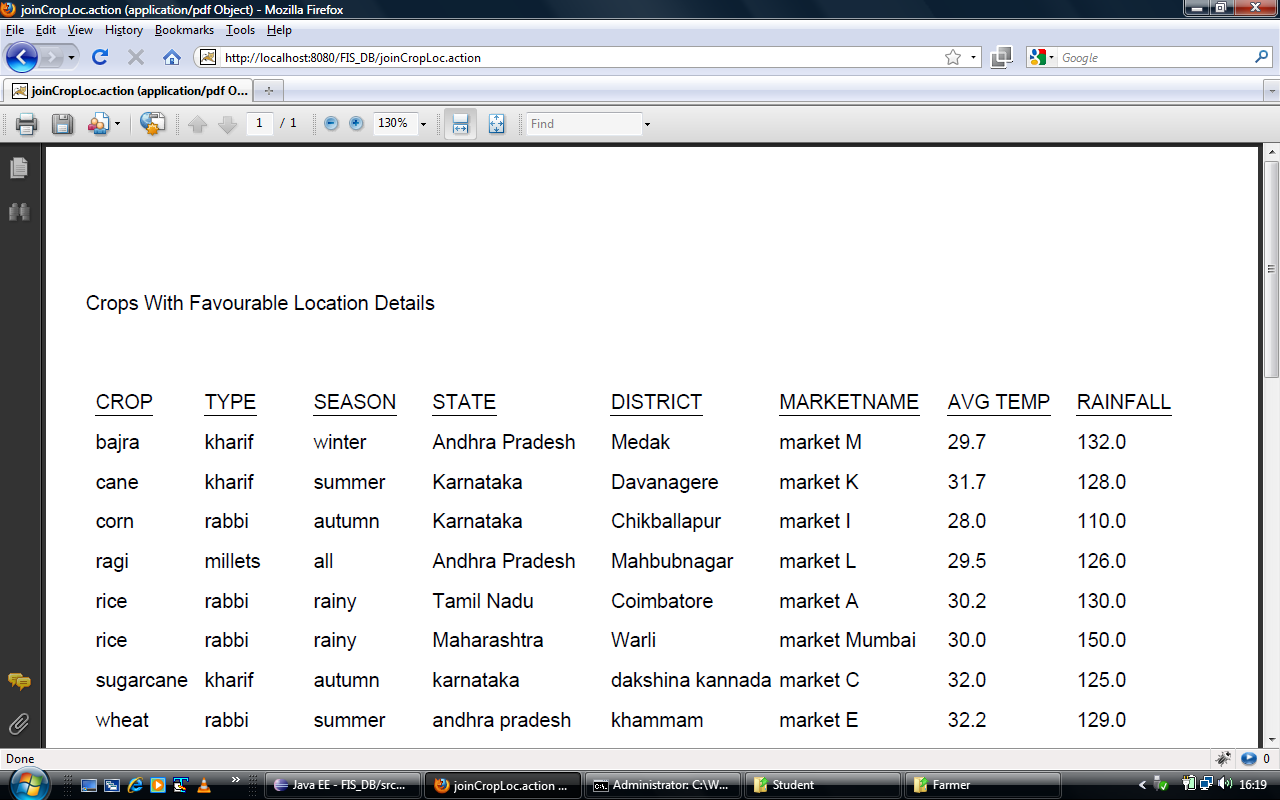 joinCropLoc.action (application/pdf Object) - Mozilla Firefox
File Edit View History Bookmarks Tools Help
http://localhost:8080/FIS_DB/joinCropLoc.action Google
joinCropLoc.action (application/pdf O...
1 / 1 130% Find
Crops With Favourable Location Details
CROP TYPE SEASON STATE DISTRICT MARKETNAME AVG TEMP RAINFALL
bajra kharif winter Andhra Pradesh Medak market M 29.7 132.0
cane kharif summer Karnataka Davanagere market K 31.7 128.0
corn rabbi autumn Karnataka Chikballapur market I 28.0 110.0
ragi millets all Andhra Pradesh Mahbubnagar market L 29.5 126.0
rice rabbi rainy Tamil Nadu Coimbatore market A 30.2 130.0
rice rabbi rainy Maharashtra Warli market Mumbai 30.0 150.0
sugarcane kharif autumn karnataka dakshina kannada market C 32.0 125.0
wheat rabbi summer andhra pradesh khammam market E 32.2 129.0
Done 0
Java EE - FIS_DB/src... joinCropLoc.action ... Administrator: C:\W... Student Farmer 16:19